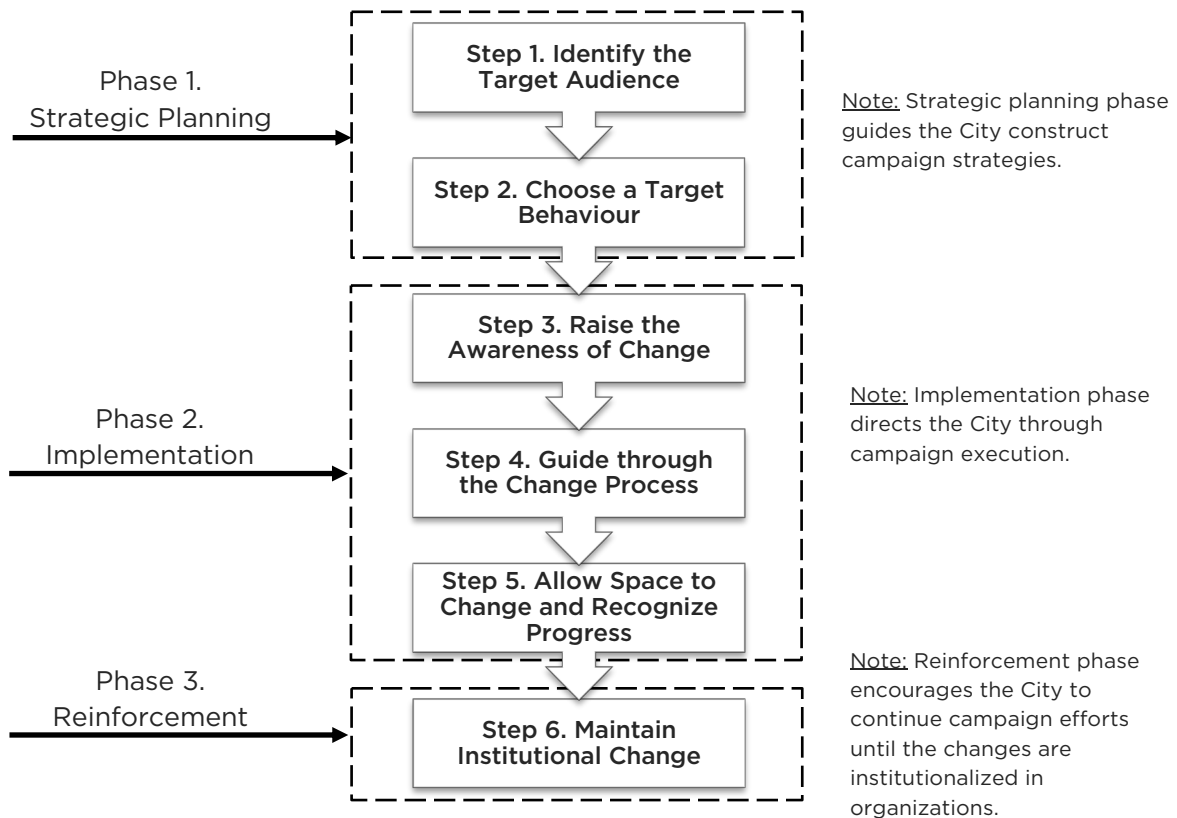 Phase 1.
Strategic Planning
Step 1. Identify the
Target Audience
Step 2. Choose a Target
Behaviour
Note: Strategic planning phase
guides the City construct
campaign strategies.
Phase 2.
Implementation
Step 3. Raise the
Awareness of Change
Step 4. Guide through
the Change Process
Step 5. Allow Space to
Change and Recognize
Progress
Note: Implementation phase
directs the City through
campaign execution.
Phase 3.
Reinforcement
Step 6. Maintain
Institutional Change
Note: Reinforcement phase
encourages the City to
continue campaign efforts
until the changes are
institutionalized in
organizations.